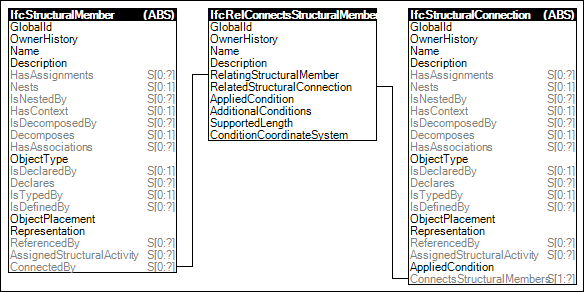 IfcStructuralMember (ABS)
GlobalId
OwnerHistory
Name
Description
HasAssignments S[0:?]
Nests S[0:1]
IsNestedBy S[0:?]
HasContext S[0:1]
IsDecomposedBy S[0:?]
Decomposes S[0:1]
HasAssociations S[0:?]
ObjectType
IsDeclaredBy S[0:1]
Declares S[0:?]
IsTypedBy S[0:1]
IsDefinedBy S[0:?]
ObjectPlacement
Representation
ReferencedBy S[0:?]
AssignedStructuralActivity S[0:?]
ConnectedBy S[0:?]
IfcRelConnectsStructuralMember
GlobalId
OwnerHistory
Name
Description
RelatingStructuralMember
RelatedStructuralConnection
AppliedCondition
AdditionalConditions
SupportedLength
ConditionCoordinateSystem
IfcStructuralConnection (ABS)
GlobalId
OwnerHistory
Name
Description
HasAssignments S[0:?]
Nests S[0:1]
IsNestedBy S[0:?]
HasContext S[0:1]
IsDecomposedBy S[0:?]
Decomposes S[0:1]
HasAssociations S[0:?]
ObjectType
IsDeclaredBy S[0:1]
Declares S[0:?]
IsTypedBy S[0:1]
IsDefinedBy S[0:?]
ObjectPlacement
Representation
ReferencedBy S[0:?]
AssignedStructuralActivity S[0:?]
AppliedCondition
ConnectsStructuralMembers S[1:?]